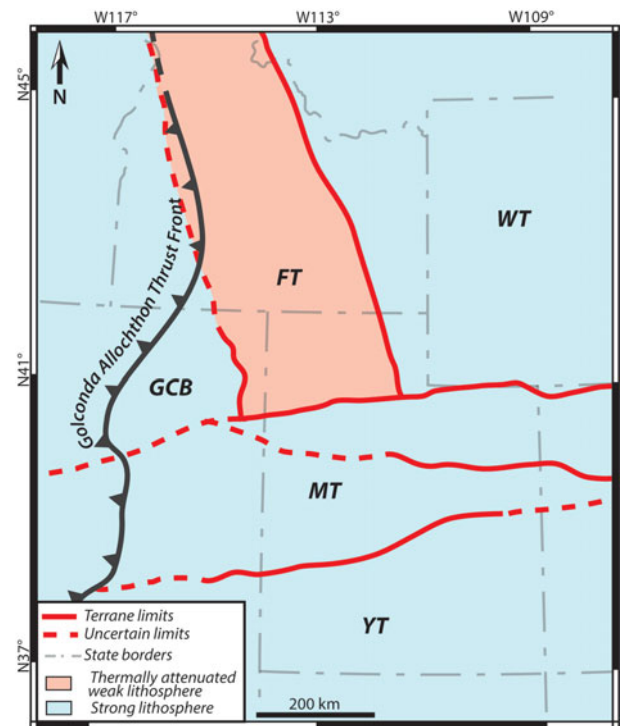 W117° W113° W109°
N45°
N
WT
Golconda Allochthon Thrust Front
FT
N41°
GCB
MT
YT
N37°
Terrane limits
Uncertain limits
State borders
Thermally attenuated
weak lithosphere
Strong lithosphere
200 km